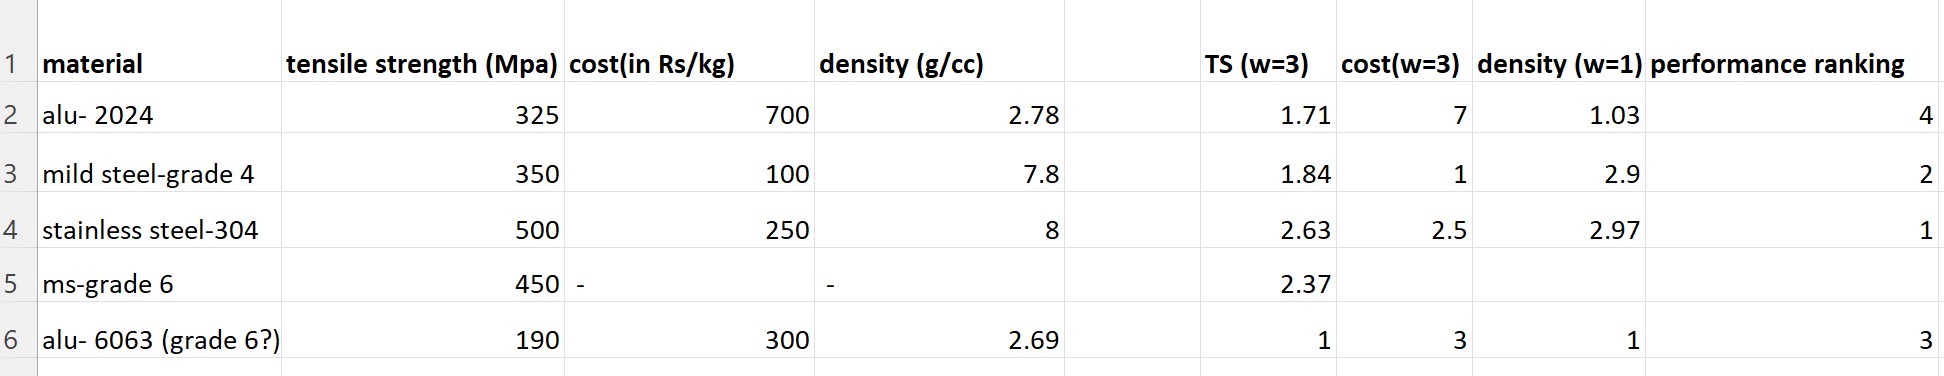 1 material tensile strength (Mpa) cost(in Rs/kg) density (g/cc) TS (w=3) cost(w=3) density (w=1) performance ranking
2 alu- 2024 325 700 2.78 1.71 7 1.03 4
3 mild steel-grade 4 350 100 7.8 1.84 1 2.9 2
4 stainless steel-304 500 250 8 2.63 2.5 2.97 1
5 ms-grade 6 450 - - 2.37
6 alu- 6063 (grade 6?) 190 300 2.69 1 3 1 3